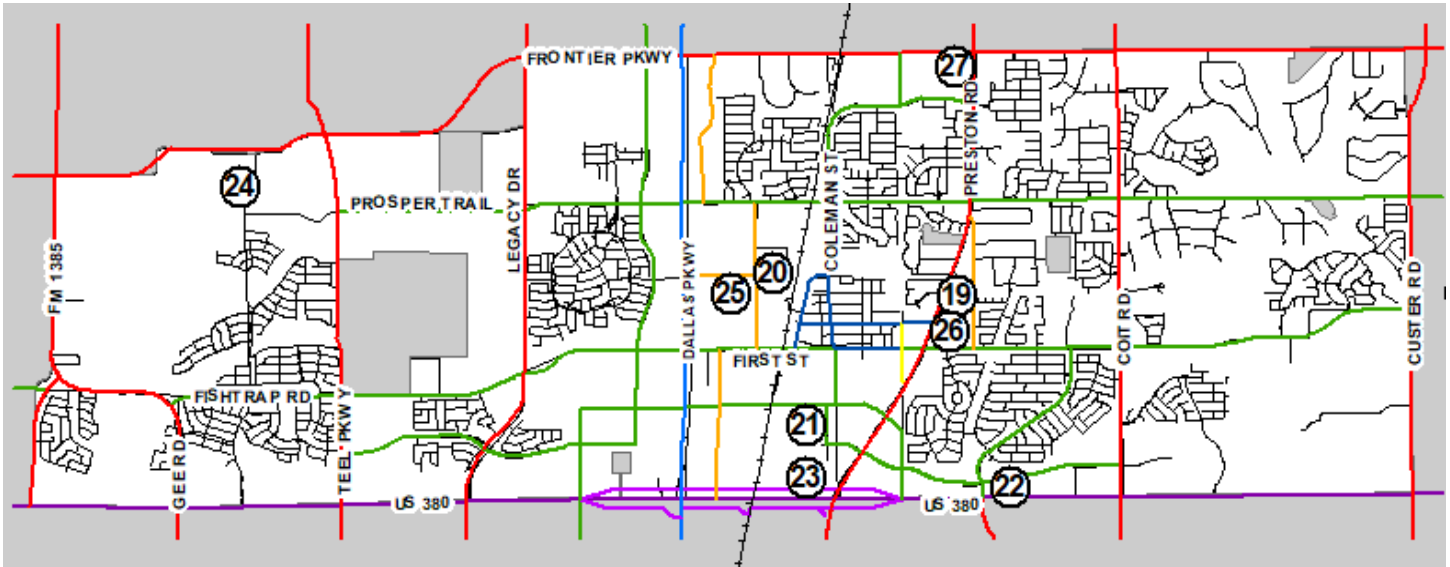 FRONTIER PKWY
27
PRESTON RD
COLEMAN ST
24
PROSPER TRAIL
LEGACY DR
FM 1385
DALLAS PKWY
20
25
19
26
COIT RD
CUSTER RD
FIRST ST
FISHTRAP RD
TEEL PKWY
GEE RD
21
23
22
US 380
US 380